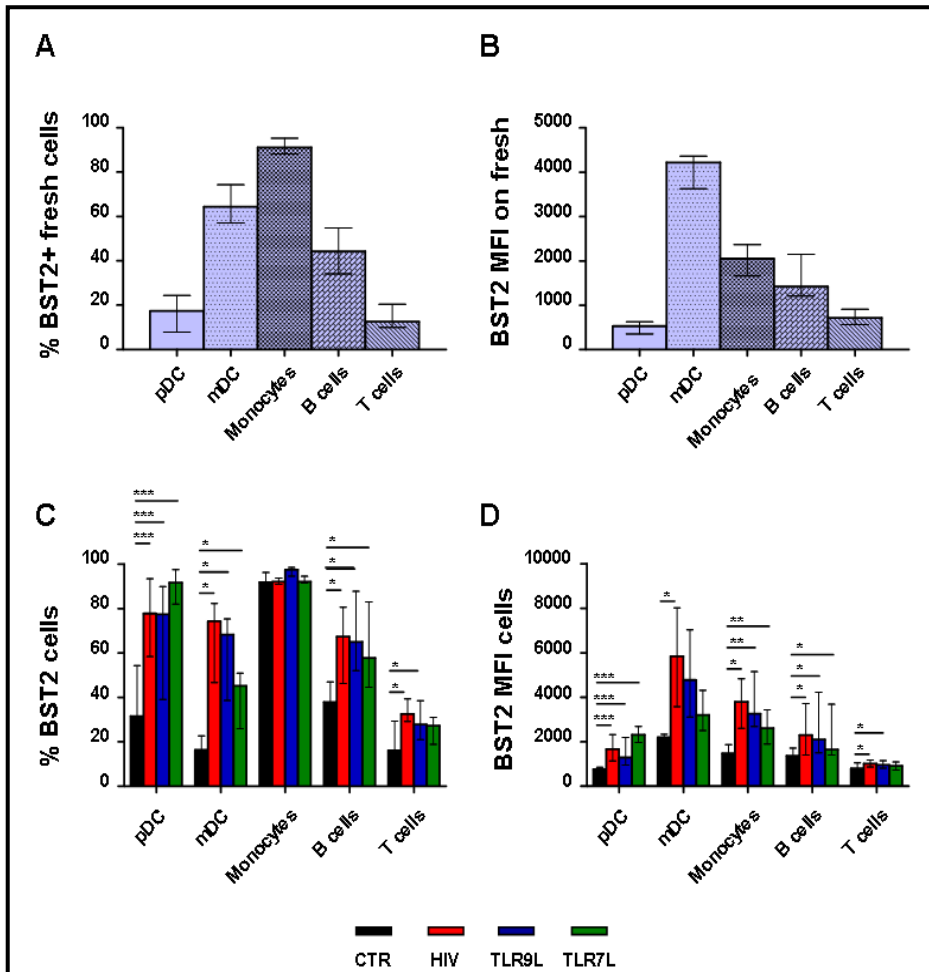 A
% BST2+ fresh cells
100
80
60
40
20
0
pDC
mDC
Monocytes
B cells
T cells
B
BST2 MFI on fresh
5000
4000
3000
2000
1000
0
pDC
mDC
Monocytes
B cells
T cells
C
% BST2 cells
100
80
60
40
20
0
***
***
***
*
*
*
*
*
*
*
*
pDC
mDC
Monocytes
B cells
T cells
D
BST2 MFI cells
10000
8000
6000
4000
2000
0
***
***
***
*
**
**
*
*
*
*
*
*
pDC
mDC
Monocytes
B cells
T cells
CTR
HIV
TLR9L
TLR7L